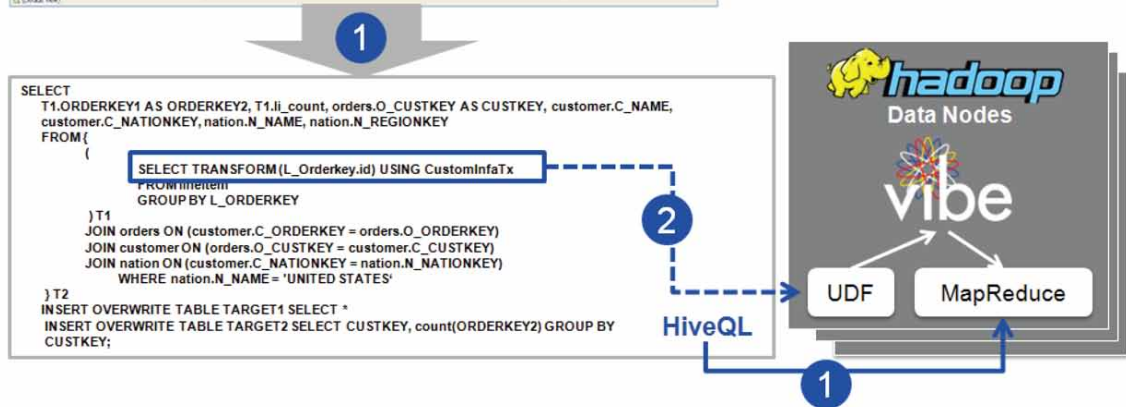 1
SELECT
T1.ORDERKEY1 AS ORDERKEY2, T1.li_count, orders.O_CUSTKEY AS CUSTKEY, customer.C_NAME,
customer.C_NATIONKEY, nation.N_NAME, nation.N_REGIONKEY
FROM {
(
SELECT TRANSFORM (L_Orderkey.id) USING CustomInfaTx
FROM lineitem
GROUP BY L_ORDERKEY
) T1
JOIN orders ON (customer.C_ORDERKEY = orders.O_ORDERKEY)
JOIN customer ON (orders.O_CUSTKEY = customer.C_CUSTKEY)
JOIN nation ON (customer.C_NATIONKEY = nation.N_NATIONKEY)
WHERE nation.N_NAME = 'UNITED STATES‘
} T2
INSERT OVERWRITE TABLE TARGET1 SELECT *
INSERT OVERWRITE TABLE TARGET2 SELECT CUSTKEY, count(ORDERKEY2) GROUP BY
CUSTKEY;
2
HiveQL
1
hadoop
Data Nodes
vibe
UDF
MapReduce